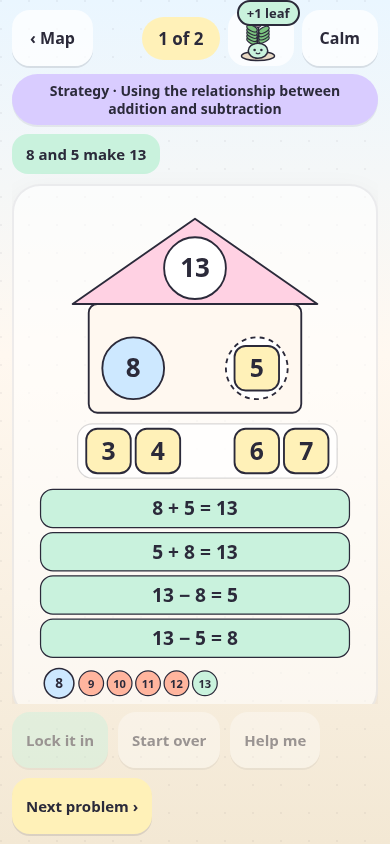 ‹ Map
1 of 2
+1 leaf
Calm
Strategy · Using the relationship between
addition and subtraction
8 and 5 make 13
13
8
5
3 4 6 7
8 + 5 = 13
5 + 8 = 13
13 − 8 = 5
13 − 5 = 8
8 9 10 11 12 13
Lock it in
Start over
Help me
Next problem ›